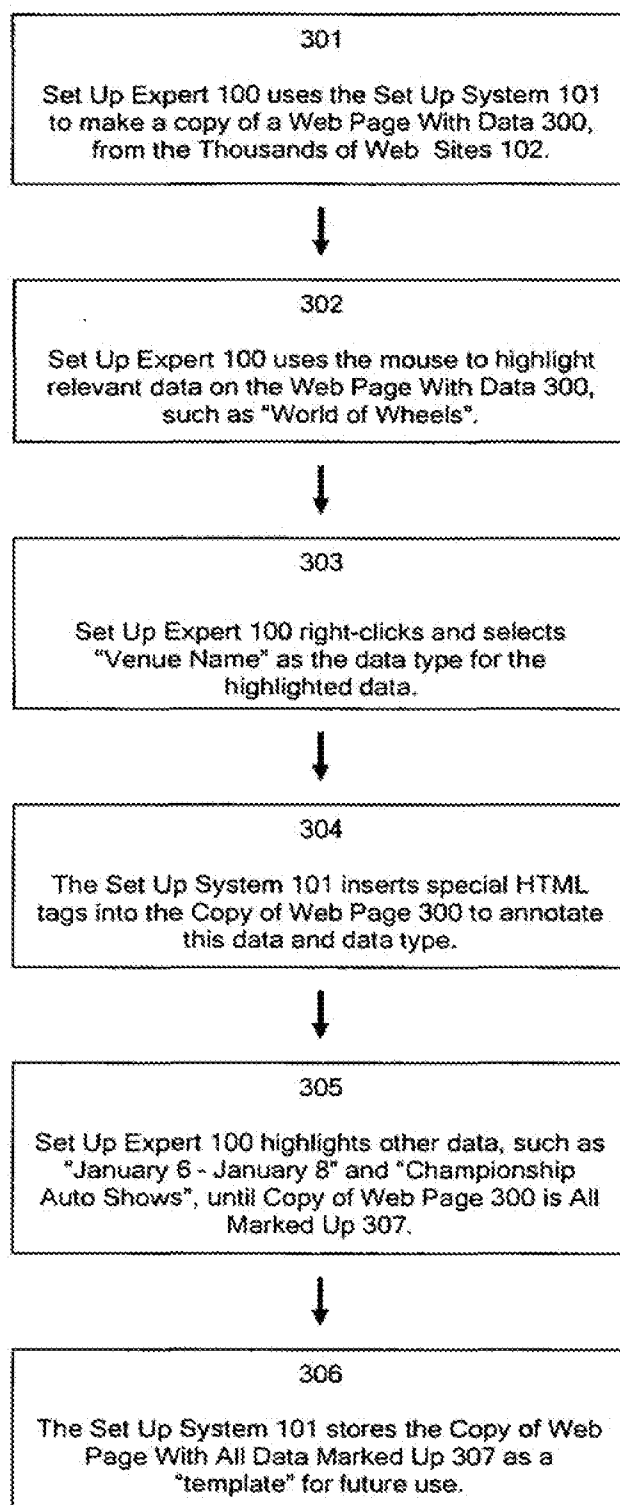 301
Set Up Expert 100 uses the Set Up System 101
to make a copy of a Web Page With Data 300,
from the Thousands of Web Sites 102.
302
Set Up Expert 100 uses the mouse to highlight
relevant data on the Web Page With Data 300,
such as "World of Wheels".
303
Set Up Expert 100 right-clicks and selects
"Venue Name" as the data type for the
highlighted data.
304
The Set Up System 101 inserts special HTML
tags into the Copy of Web Page 300 to annotate
this data and data type.
305
Set Up Expert 100 highlights other data, such as
"January 6 - January 8" and "Championship
Auto Shows", until Copy of Web Page 300 is All
Marked Up 307.
306
The Set Up System 101 stores the Copy of Web
Page With All Data Marked Up 307 as a
"template" for future use.